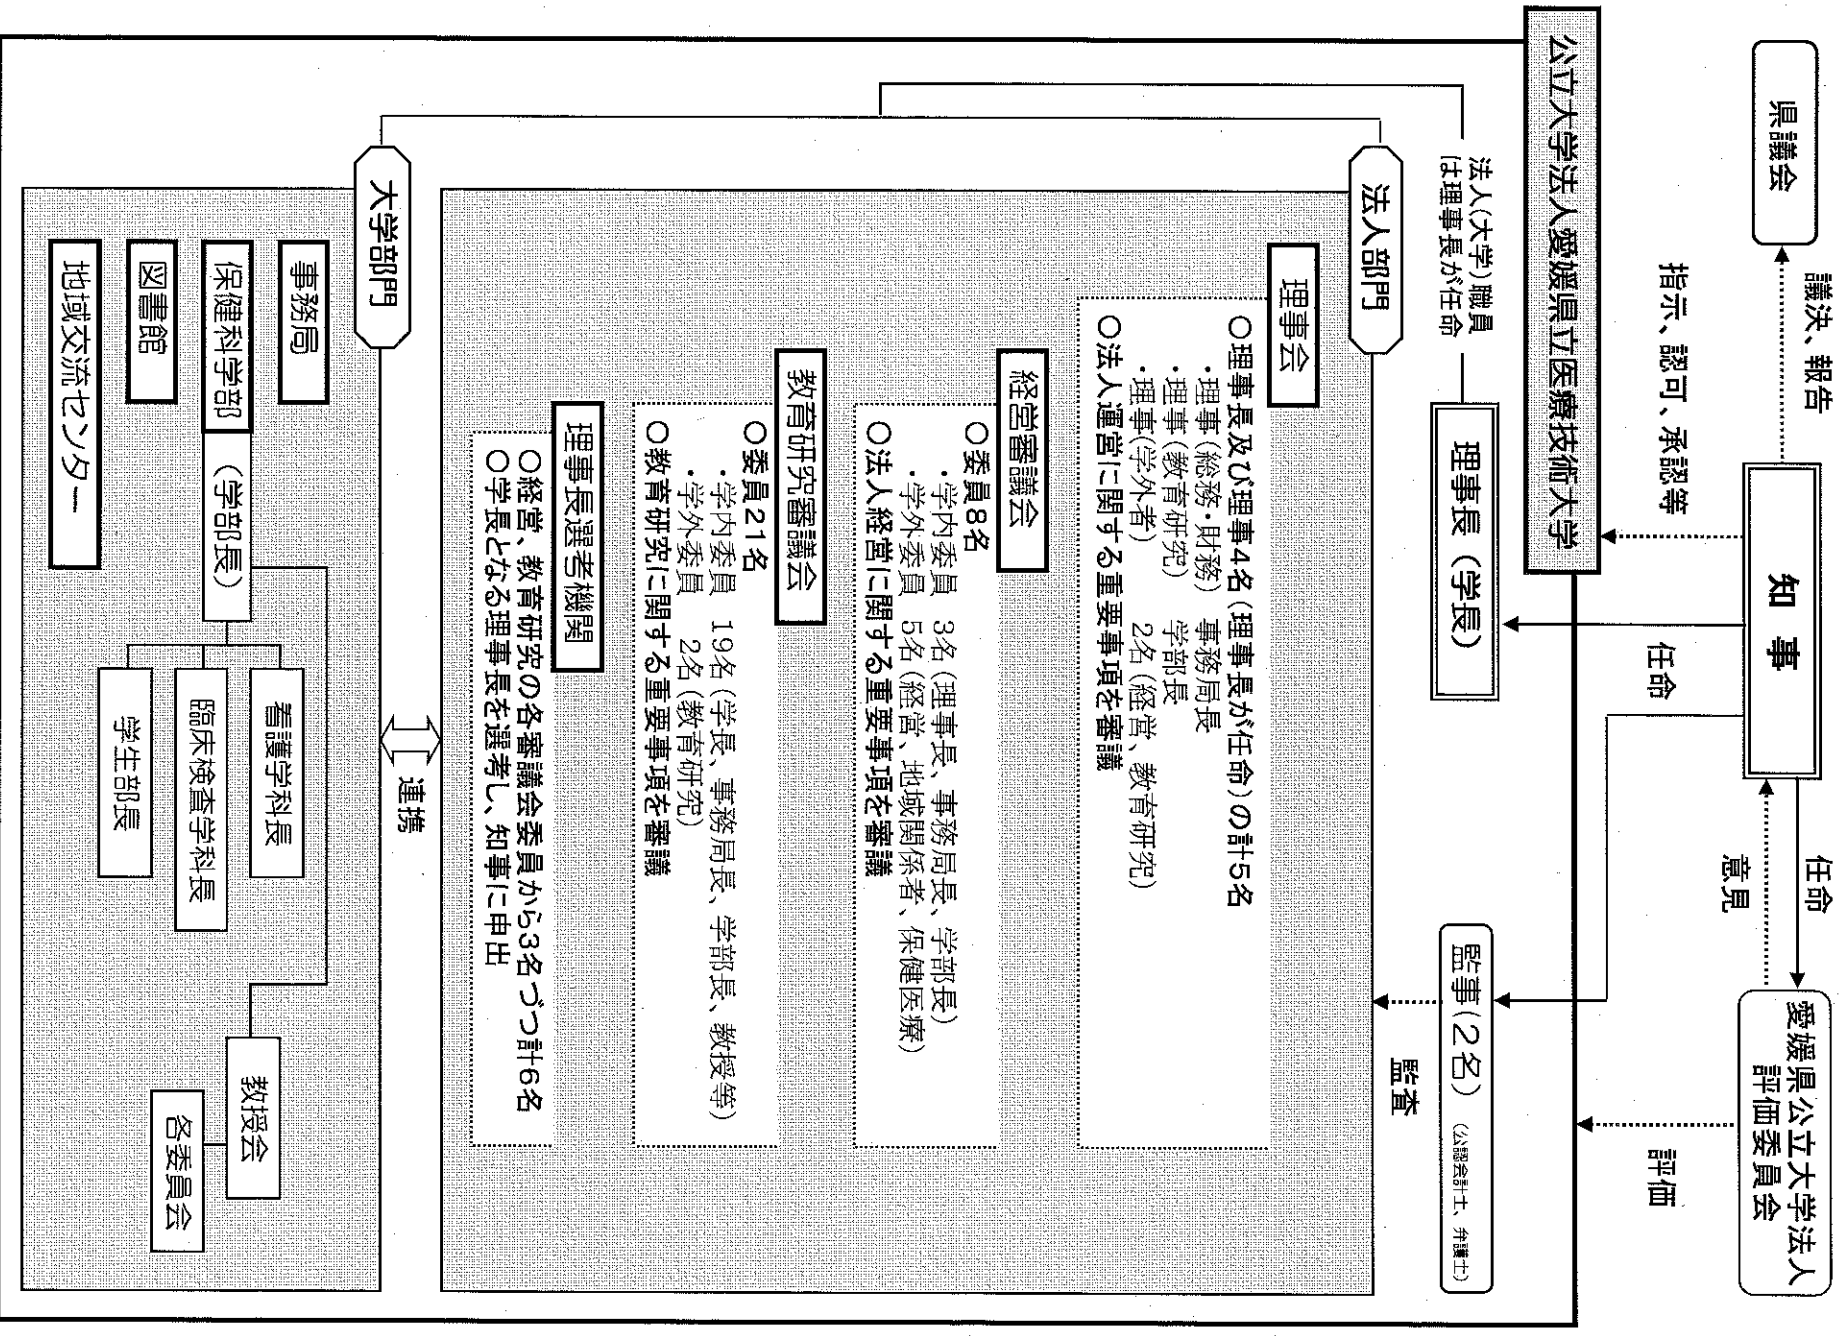 県議会
議決、報告
知 事
任命
意見
愛媛県公立大学法人
評価委員会
指示、認可、承認等
任命
評価
公立大学法人愛媛県立医療技術大学
法人(大学)職員
は理事長が任命
理事長（学長）
監事(2名)（公認会計士、弁護士）
監査
法人部門
理事会
○理事長及び理事4名(理事長が任命)の計5名
・理事(総務・財務) 事務局長
・理事(教育研究) 学部長
・理事(学外者) 2名(経営、教育研究)
○法人運営に関する重要事項を審議
経営審議会
○委員8名
・学内委員 3名(理事長、事務局長、学部長)
・学外委員 5名(経営、地域関係者、保健医療)
○法人経営に関する重要事項を審議
教育研究審議会
○委員21名
・学内委員 19名(学長、事務局長、学部長、教授等)
・学外委員 2名(教育研究)
○教育研究に関する重要事項を審議
理事長選考機関
○経営、教育研究の各審議会委員から3名づつ計6名
○学長となる理事長を選考し、知事に申出
連携
大学部門
事務局
保健科学部
（学部長）
看護学科長
臨床検査学科長
学生部長
教授会
各委員会
図書館
地域交流センター